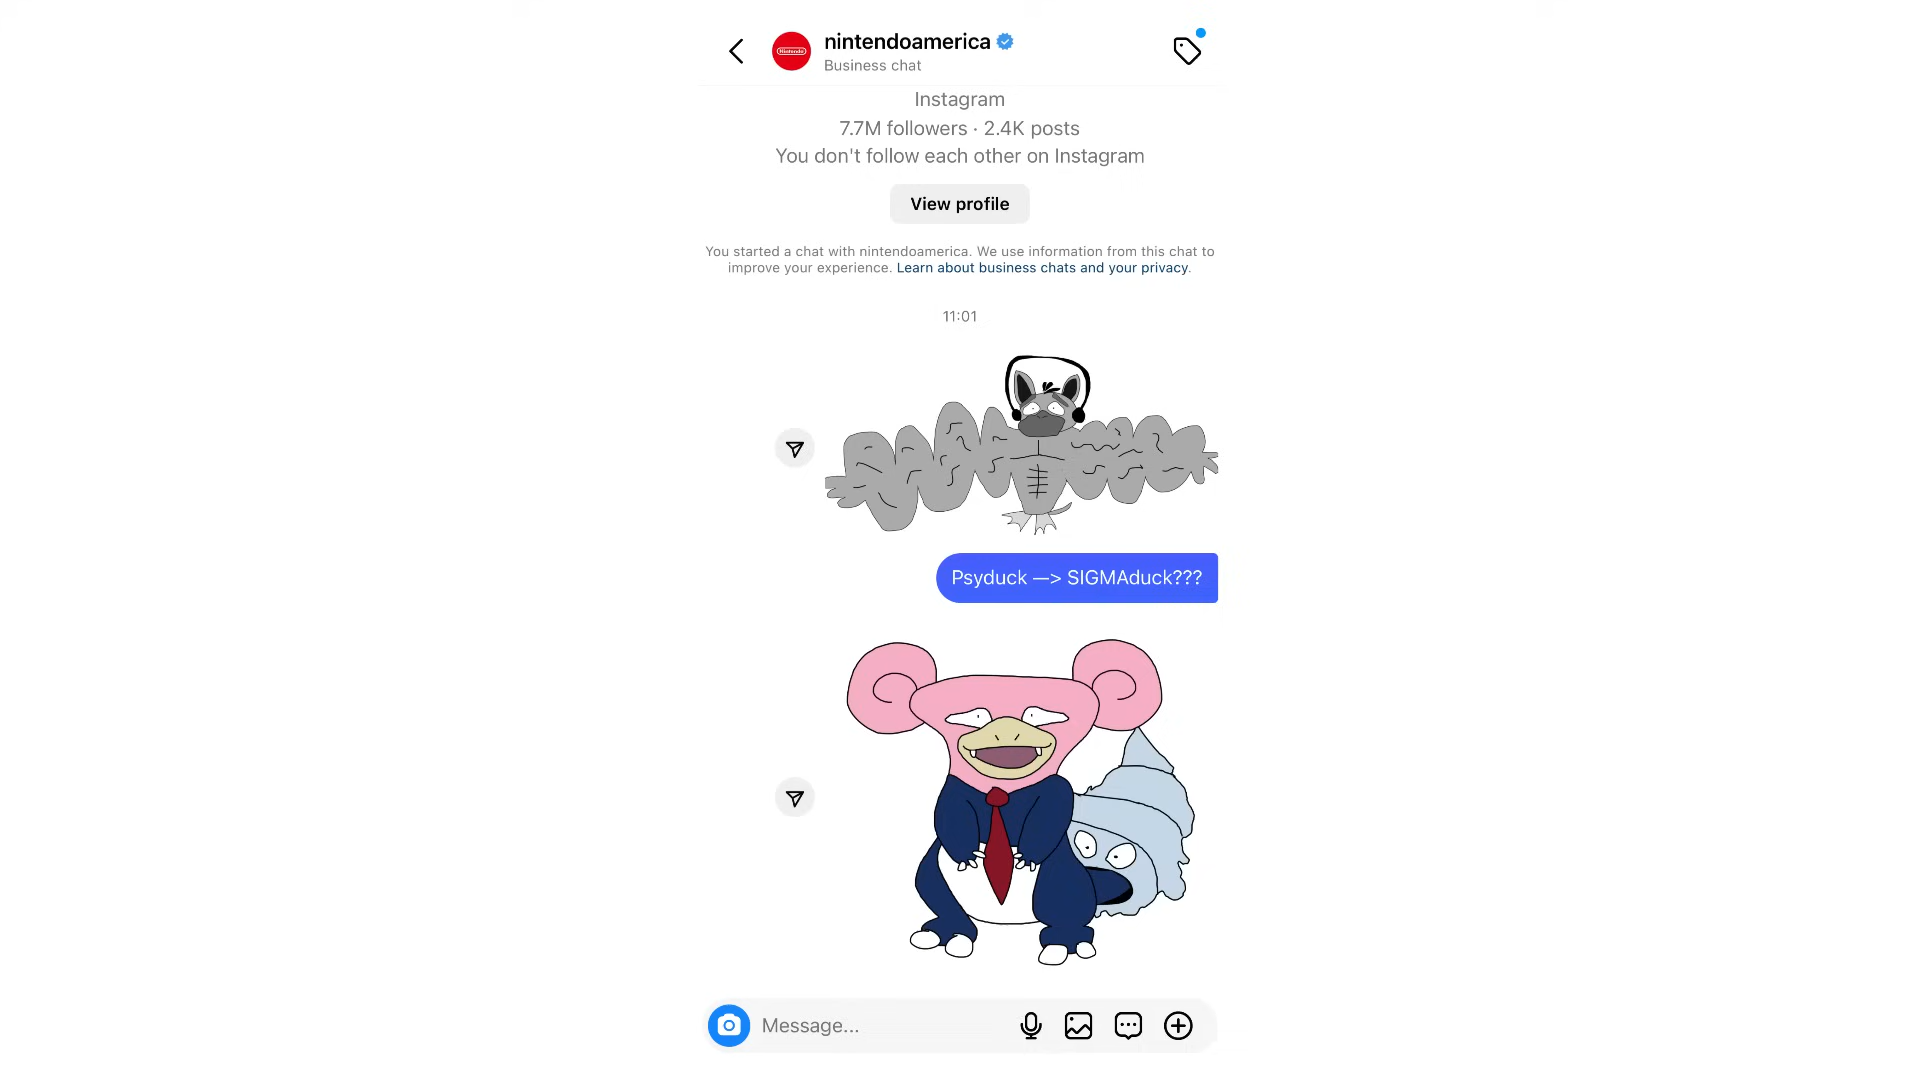 nintendoamerica
Business chat
Nintendo
Instagram
7.7M followers · 2.4K posts
You don't follow each other on Instagram
View profile
You started a chat with nintendoamerica. We use information from this chat to
improve your experience. Learn about business chats and your privacy.
11:01
Psyduck —> SIGMAduck???
Message...